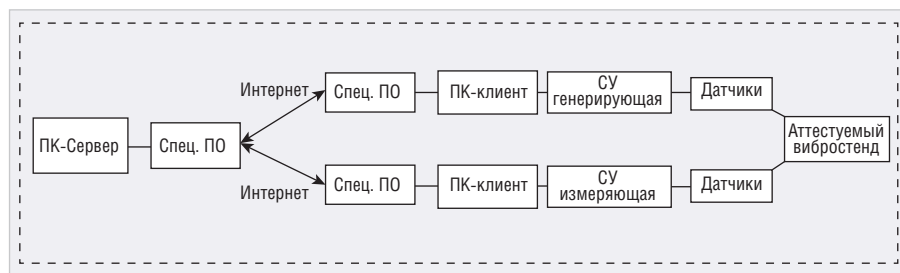 ПК-Сервер
Спец. ПО
Интернет
Спец. ПО
ПК-клиент
СУ
генерирующая
Датчики
Интернет
Спец. ПО
ПК-клиент
СУ
измеряющая
Датчики
Аттестуемый
вибростенд